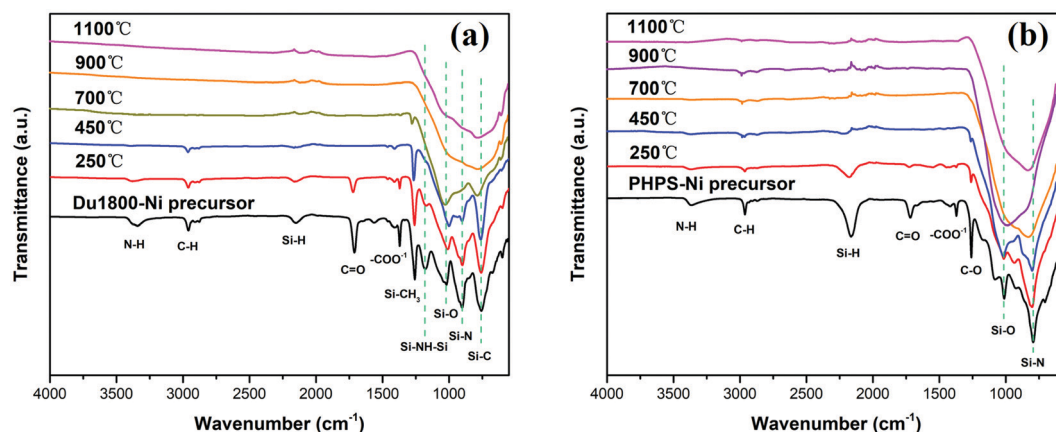 (a)
1100℃
900℃
700℃
450℃
250℃
Du1800-Ni precursor
N-H
C-H
Si-H
C=O
-COO⁻¹
Si-CH₃
Si-O
Si-N
Si-NH-Si
Si-C
Transmittance (a.u.)
4000 3500 3000 2500 2000 1500 1000
Wavenumber (cm⁻¹)
(b)
1100℃
900℃
700℃
450℃
250℃
PHPS-Ni precursor
N-H
C-H
Si-H
C=O
-COO⁻¹
C-O
Si-O
Si-N
Transmittance (a.u.)
4000 3500 3000 2500 2000 1500 1000
Wavenumber (cm⁻¹)